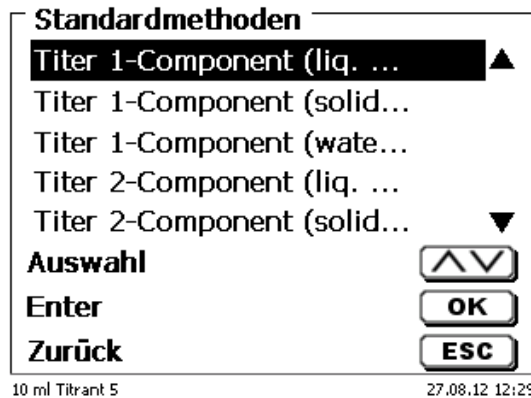 Standardmethoden
Titer 1-Component (liq. ...
Titer 1-Component (solid...
Titer 1-Component (wate...
Titer 2-Component (liq. ...
Titer 2-Component (solid...
Auswahl
Enter OK
Zurück ESC
10 ml Titrant 5 27.08.12 12:29